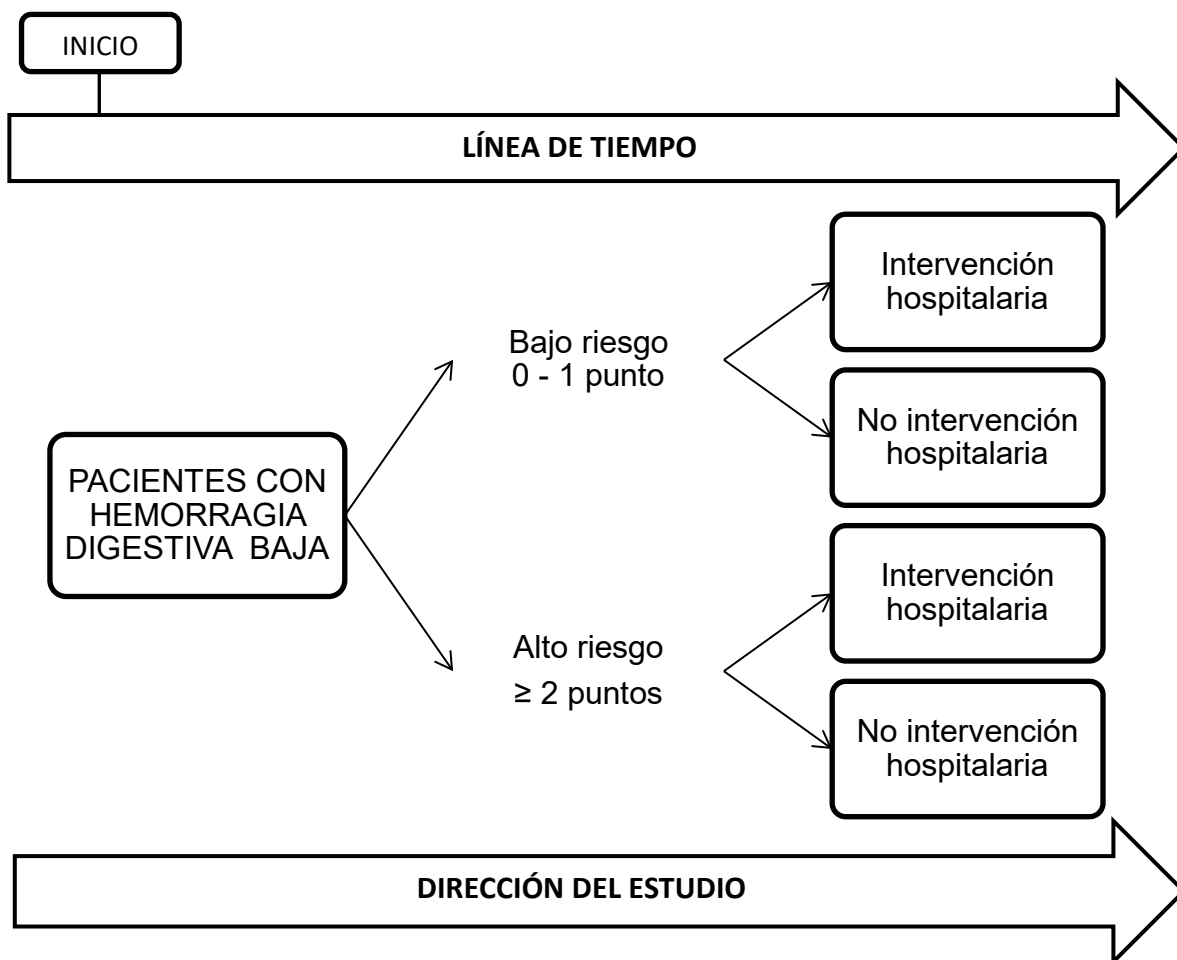 INICIO
LÍNEA DE TIEMPO
Intervención
hospitalaria
Bajo riesgo
0 - 1 punto
No intervención
hospitalaria
PACIENTES CON
HEMORRAGIA
DIGESTIVA BAJA
Intervención
hospitalaria
Alto riesgo
≥ 2 puntos
No intervención
hospitalaria
DIRECCIÓN DEL ESTUDIO